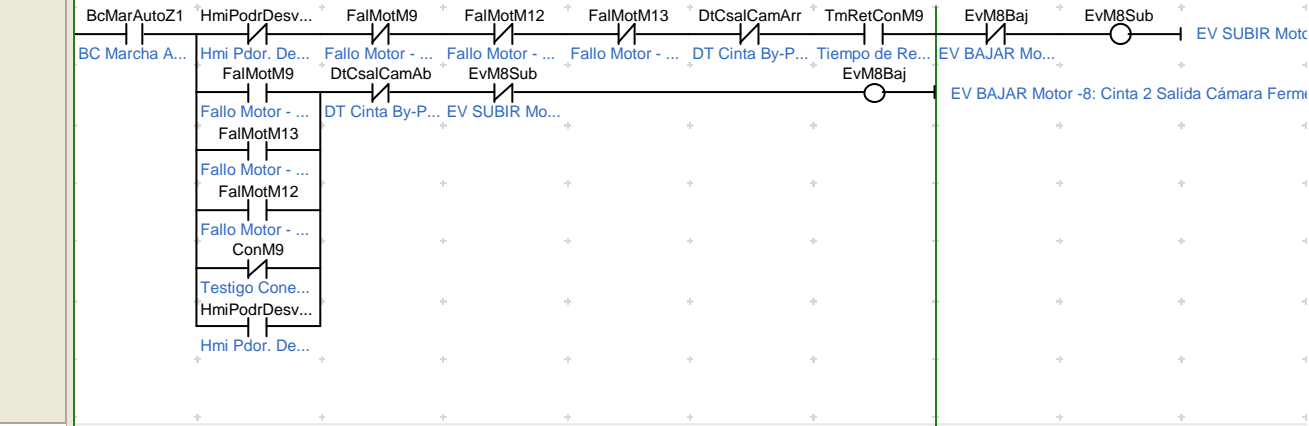 BcMarAutoZ1 HmiPodrDesv... FalMotM9 FalMotM12 FalMotM13 DtCsalCamArr TmRetConM9 EvM8Baj EvM8Sub
EV SUBIR Moto
BC Marcha A... Hmi Pdor. De... Fallo Motor - ... Fallo Motor - ... Fallo Motor - ... DT Cinta By-P... Tiempo de Re... EV BAJAR Mo...
FalMotM9 DtCsalCamAb EvM8Sub EvM8Baj
EV BAJAR Motor -8: Cinta 2 Salida Cámara Ferme
Fallo Motor - ... DT Cinta By-P... EV SUBIR Mo...
FalMotM13
Fallo Motor - ...
FalMotM12
Fallo Motor - ...
ConM9
Testigo Cone...
HmiPodrDesv...
Hmi Pdor. De...